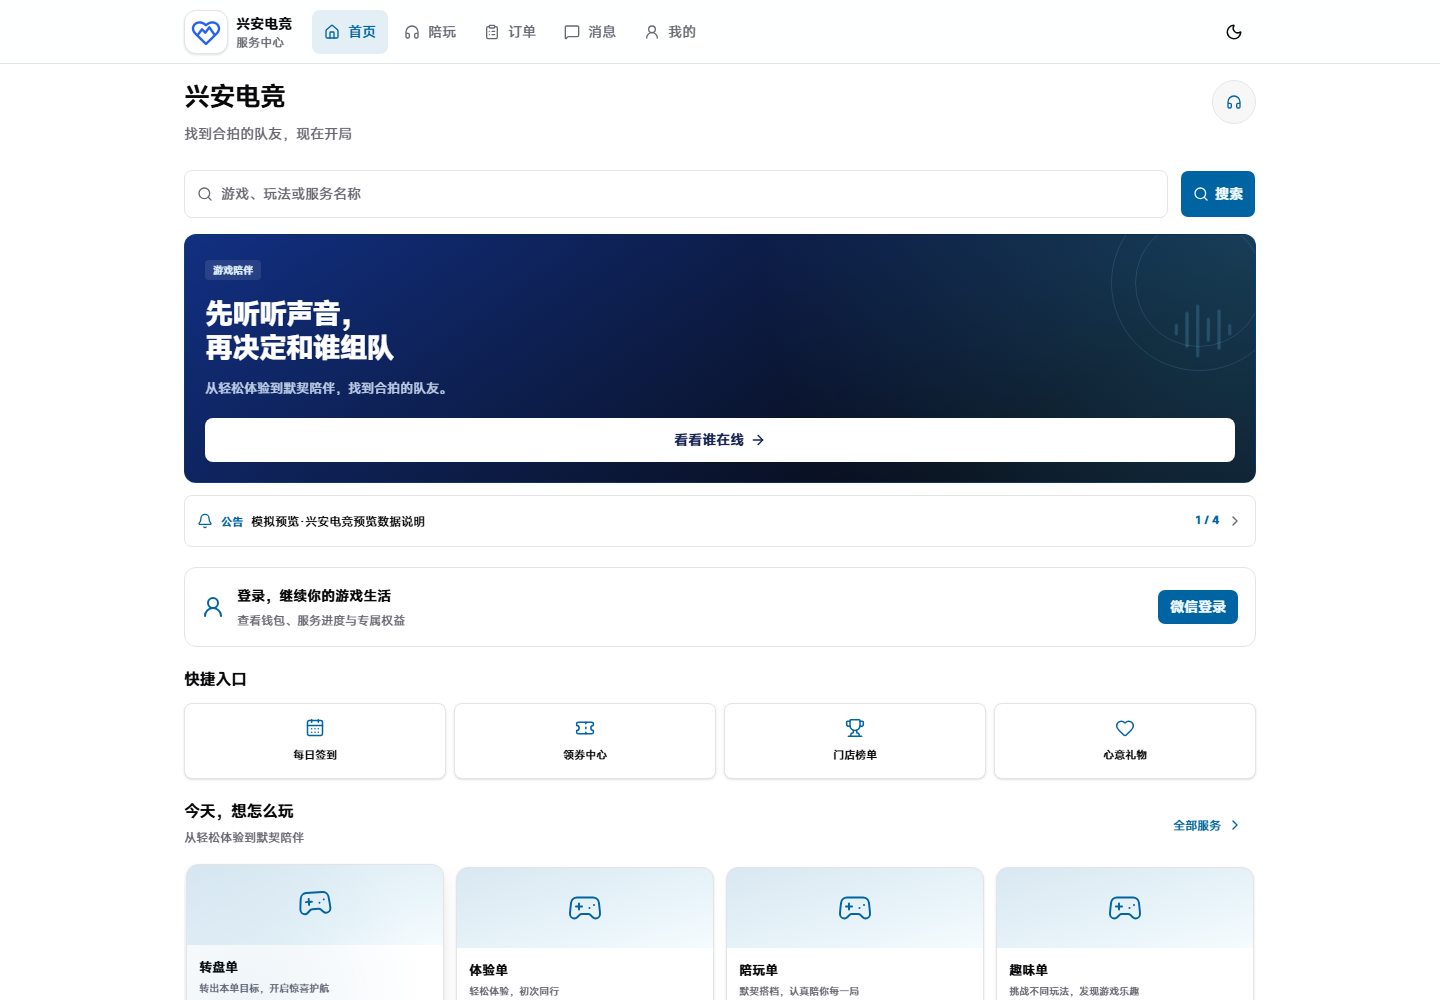 兴安电竞
服务中心
首页
陪玩
订单
消息
我的
兴安电竞
找到合拍的队友，现在开局
游戏、玩法或服务名称
搜索
游戏陪伴
先听听声音，
再决定和谁组队
从轻松体验到默契陪伴，找到合拍的队友。
看看谁在线
公告 模拟预览·兴安电竞预览数据说明
1 / 4
登录，继续你的游戏生活
查看钱包、服务进度与专属权益
微信登录
快捷入口
每日签到
领券中心
门店榜单
心意礼物
今天，想怎么玩
从轻松体验到默契陪伴
全部服务
转盘单
转出本单目标，开启惊喜护航
体验单
轻松体验，初次同行
陪玩单
默契搭档，认真陪你每一局
趣味单
挑战不同玩法，发现游戏乐趣